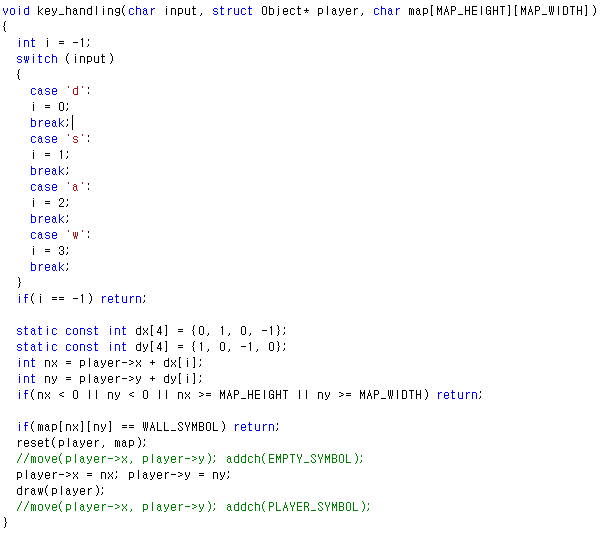 void key_handling(char input, struct Object* player, char map[MAP_HEIGHT][MAP_WIDTH])
{
  int i = -1;
  switch (input)
  {
    case 'd':
    i = 0;
    break;
    case 's':
    i = 1;
    break;
    case 'a':
    i = 2;
    break;
    case 'w':
    i = 3;
    break;
  }
  if(i == -1) return;

  static const int dx[4] = {0, 1, 0, -1};
  static const int dy[4] = {1, 0, -1, 0};
  int nx = player->x + dx[i];
  int ny = player->y + dy[i];
  if(nx < 0 || ny < 0 || nx >= MAP_HEIGHT || ny >= MAP_WIDTH) return;

  if(map[nx][ny] == WALL_SYMBOL) return;
  reset(player, map);
  //move(player->x, player->y); addch(EMPTY_SYMBOL);
  player->x = nx; player->y = ny;
  draw(player);
  //move(player->x, player->y); addch(PLAYER_SYMBOL);
}